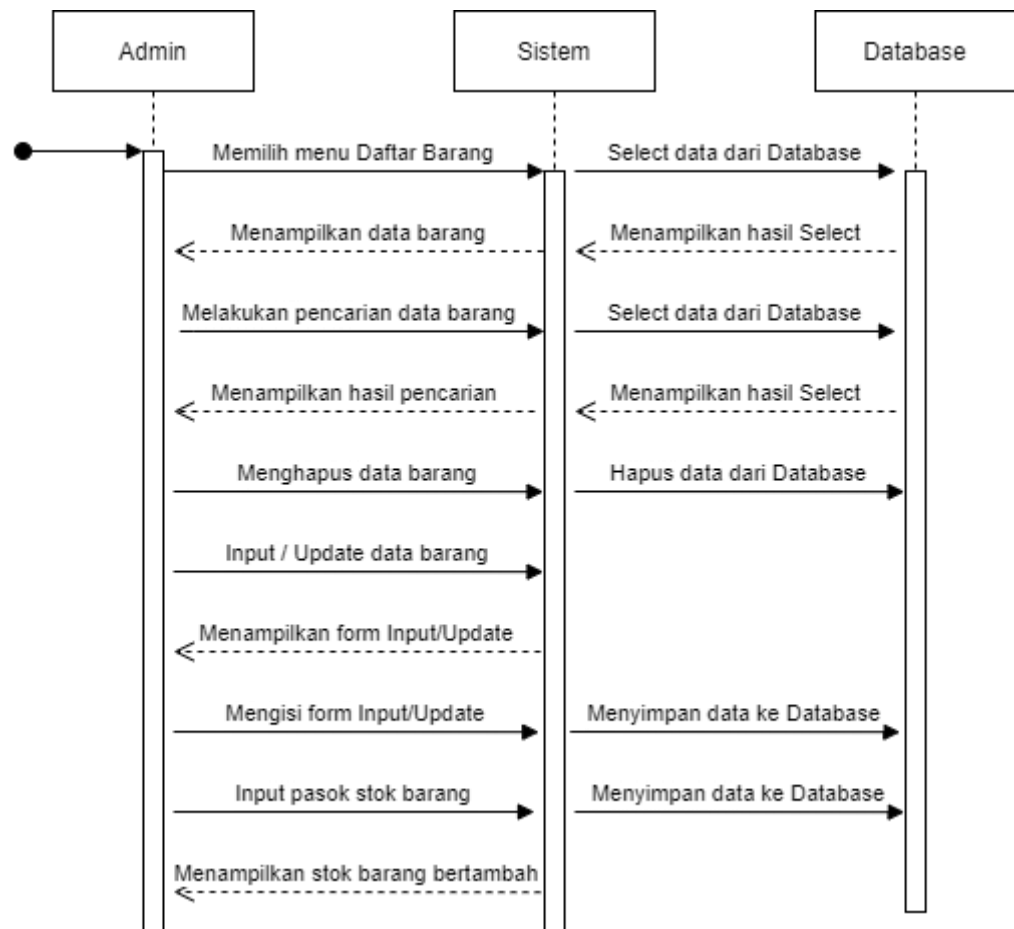 Admin
Sistem
Database
Memilih menu Daftar Barang
Select data dari Database
Menampilkan data barang
Menampilkan hasil Select
Melakukan pencarian data barang
Select data dari Database
Menampilkan hasil pencarian
Menampilkan hasil Select
Menghapus data barang
Hapus data dari Database
Input / Update data barang
Menampilkan form Input/Update
Mengisi form Input/Update
Menyimpan data ke Database
Input pasok stok barang
Menyimpan data ke Database
Menampilkan stok barang bertambah